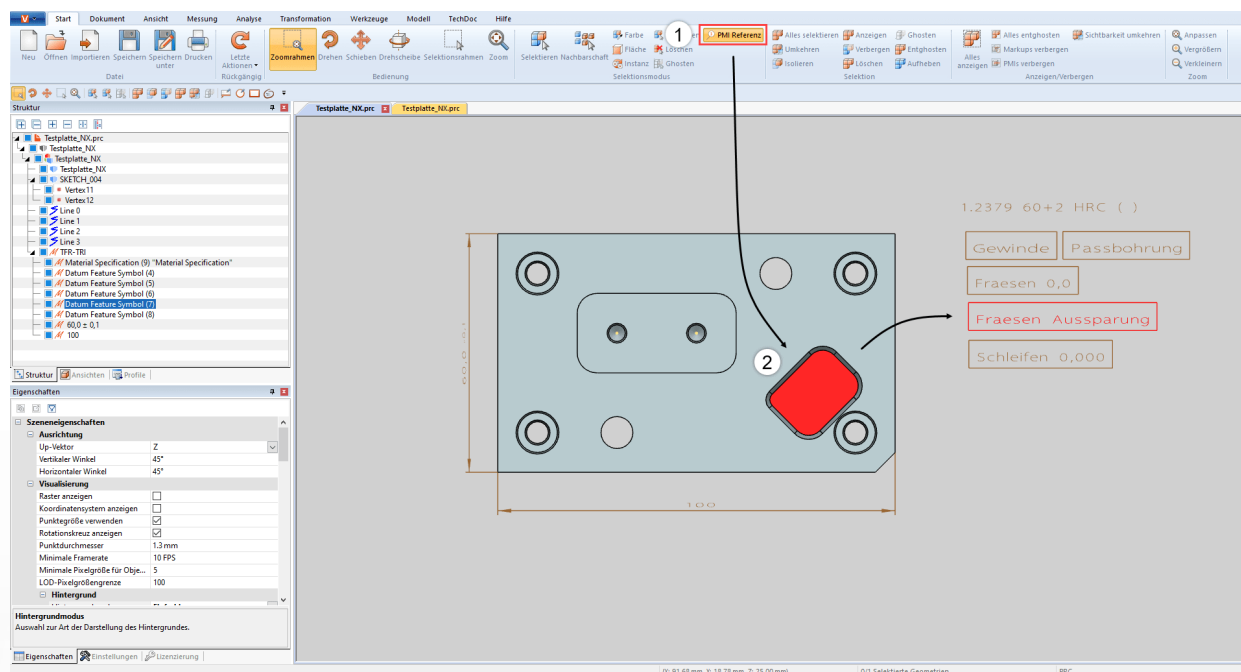 V Start Dokument Ansicht Messung Analyse Transformation Werkzeuge Modell TechDoc Hilfe
Neu Öffnen Importieren Speichern Speichern unter Drucken
Letzte Aktionen
Zoomrahmen Drehen Schieben Drehscheibe Selektionsrahmen Zoom
Selektieren Nachbarschaft
Farbe
Fläche Löschen
Instanz Ghosten
1
PMI Referenz
Alles selektieren Anzeigen Ghosten
Umkehren Verbergen Entghosten
Isolieren Löschen Aufheben
Alles anzeigen
Alles entghosten Sichtbarkeit umkehren
Markups verbergen
PMIs verbergen
Anpassen
Vergrößern
Verkleinern
Datei Rückgängig Bedienung Selektionsmodus Selektion Anzeigen/Verbergen Zoom
Struktur
Testplatte_NX.prc Testplatte_NX.prc
Testplatte_NX.prc
Testplatte_NX
Testplatte_NX
Testplatte_NX
SKETCH_004
Vertex11
Vertex12
Line 0
Line 1
Line 2
Line 3
TFR-TRI
Material Specification (9) "Material Specification"
Datum Feature Symbol (4)
Datum Feature Symbol (5)
Datum Feature Symbol (6)
Datum Feature Symbol (7)
Datum Feature Symbol (8)
60,0 ± 0,1
100
Struktur Ansichten Profile
Eigenschaften
Szeneneigenschaften
Ausrichtung
Up-Vektor Z
Vertikaler Winkel 45°
Horizontaler Winkel 45°
Visualisierung
Raster anzeigen
Koordinatensystem anzeigen
Punktegröße verwenden
Rotationskreuz anzeigen
Punktdurchmesser 1.3 mm
Minimale Framerate 10 FPS
Minimale Pixelgröße für Obje... 5
LOD-Pixelgrößengrenze 100
Hintergrund
Hintergrundmodus
Auswahl zur Art der Darstellung des Hintergrundes.
Eigenschaften Einstellungen Lizenzierung
1.2379 60+2 HRC ( )
Gewinde Passbohrung
Fraesen 0,0
Fraesen Aussparung
Schleifen 0,000
2
100